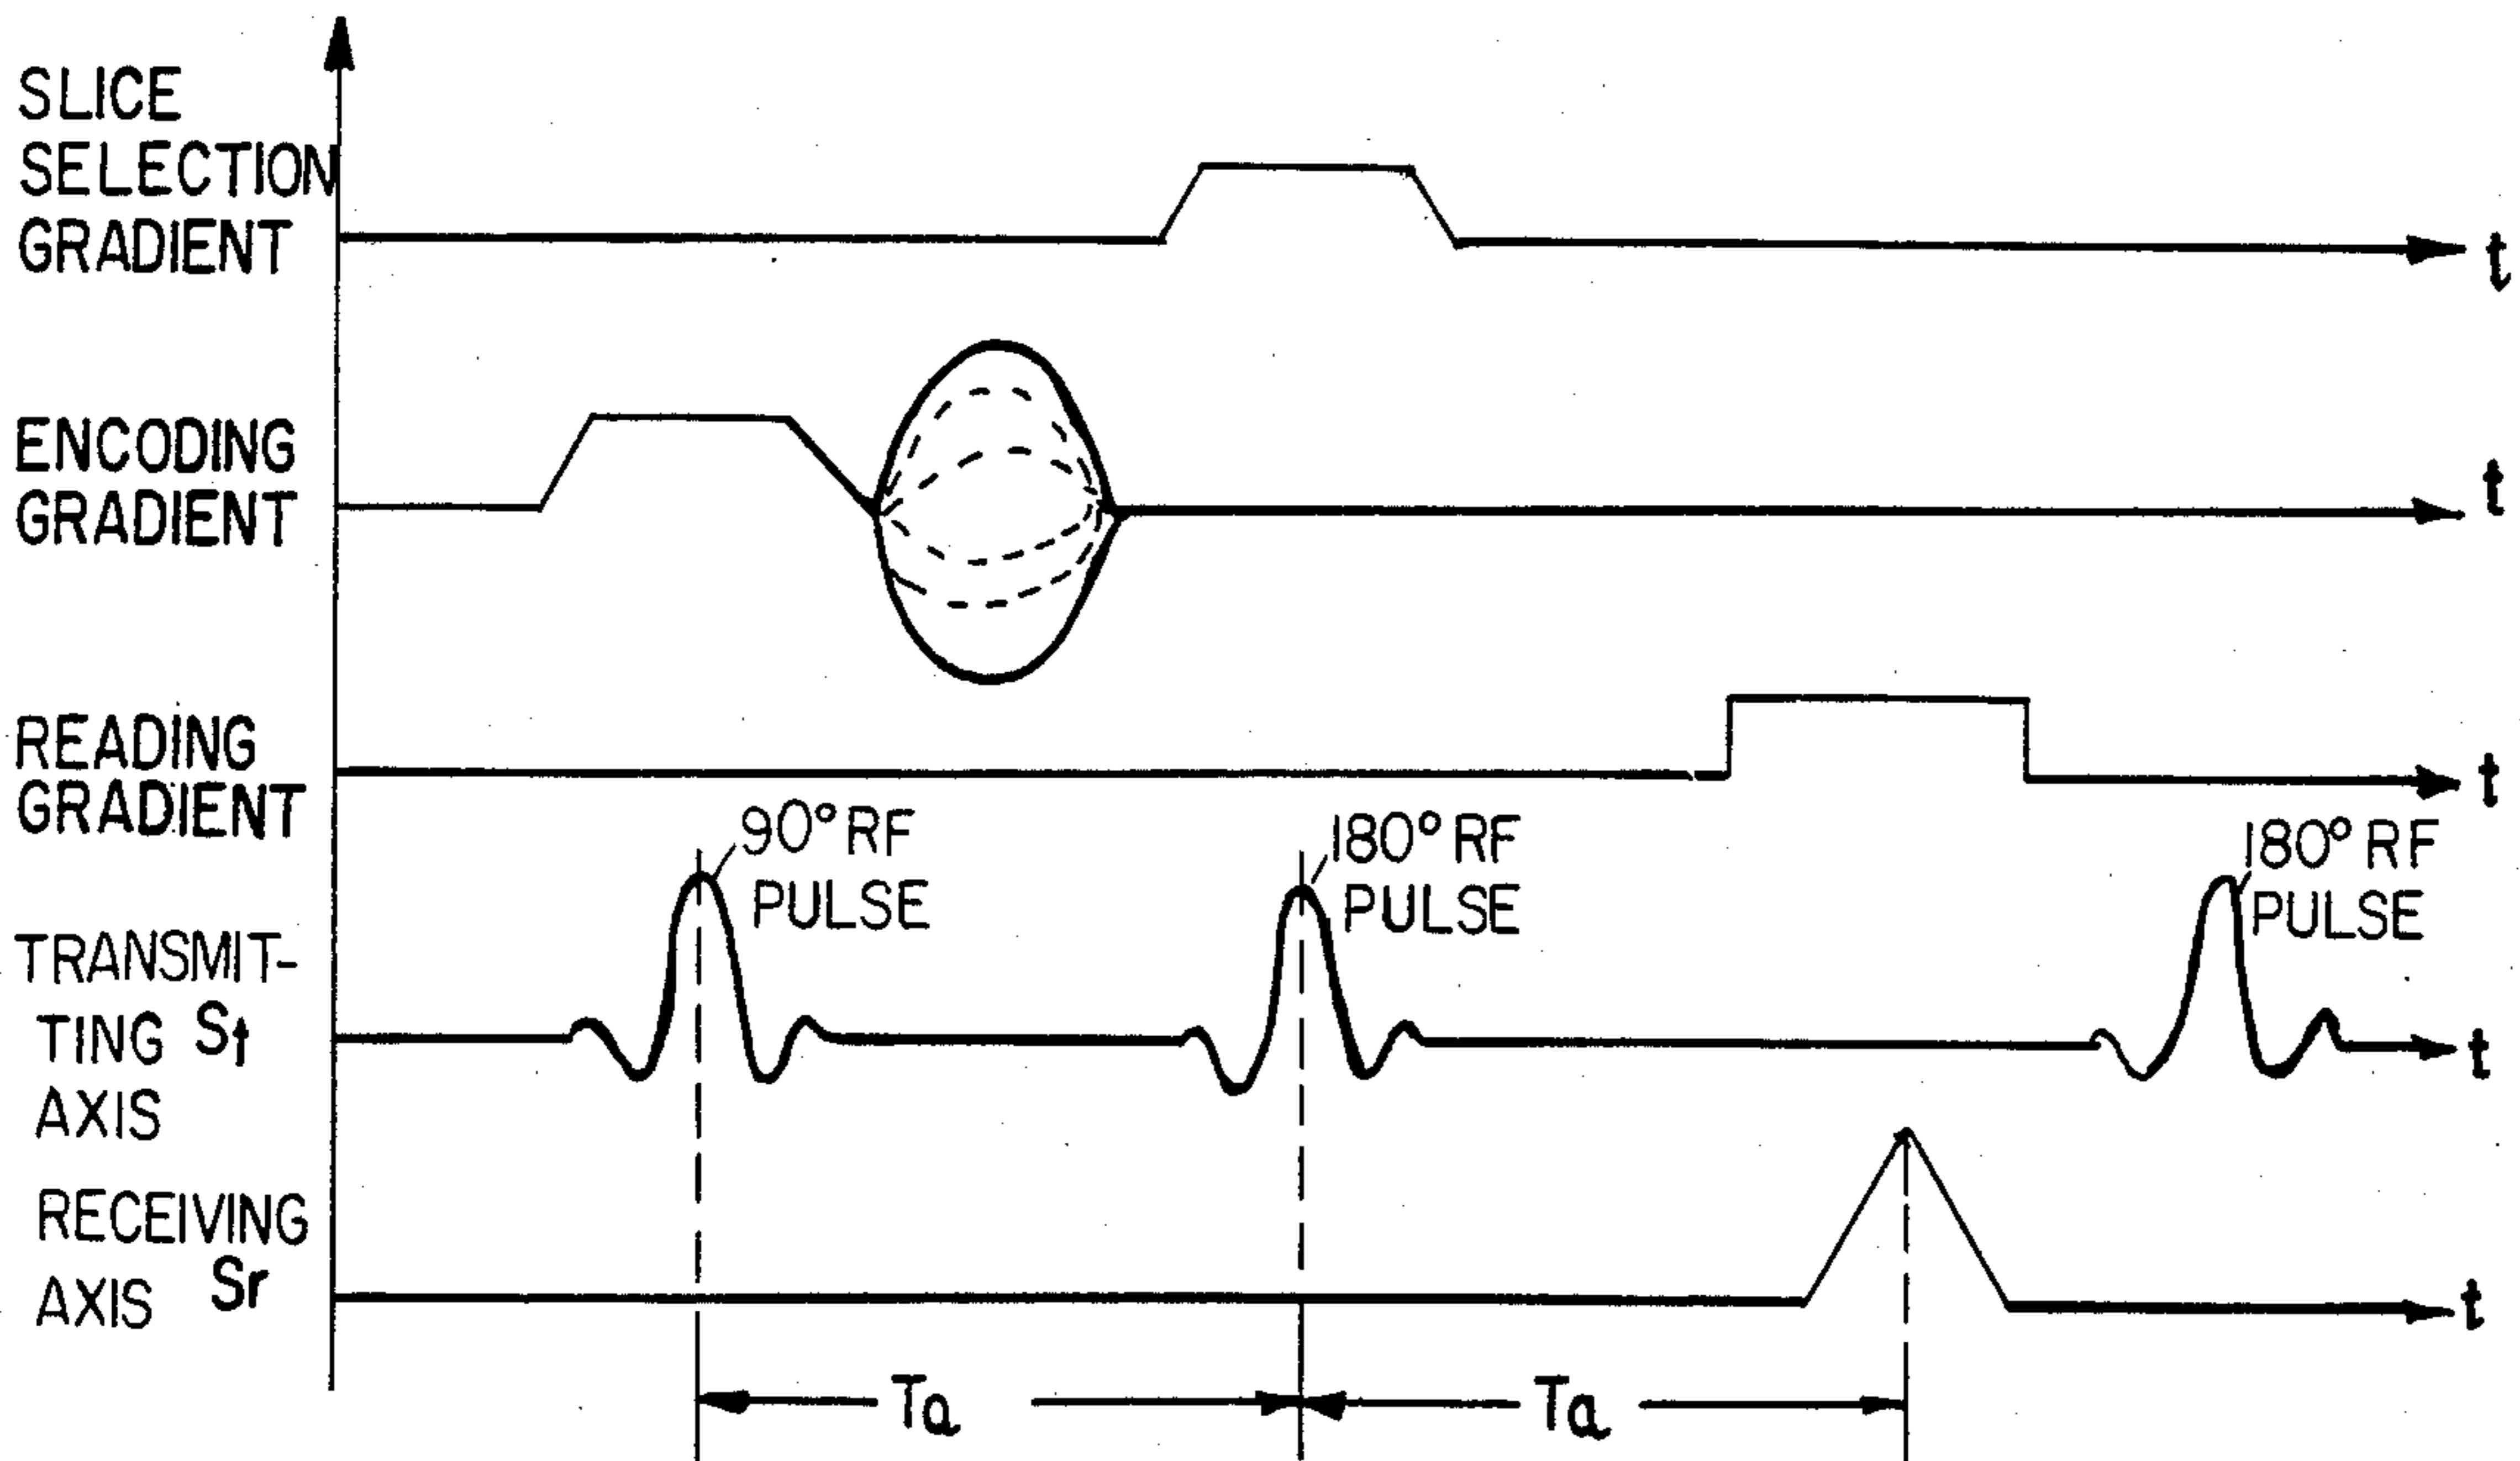 SLICE
SELECTION
GRADIENT
t
ENCODING
GRADIENT
t
READING
GRADIENT
t
90° RF
PULSE
180° RF
PULSE
180° RF
PULSE
TRANSMIT-
TING St
AXIS
t
RECEIVING
AXIS Sr
t
Ta
Ta